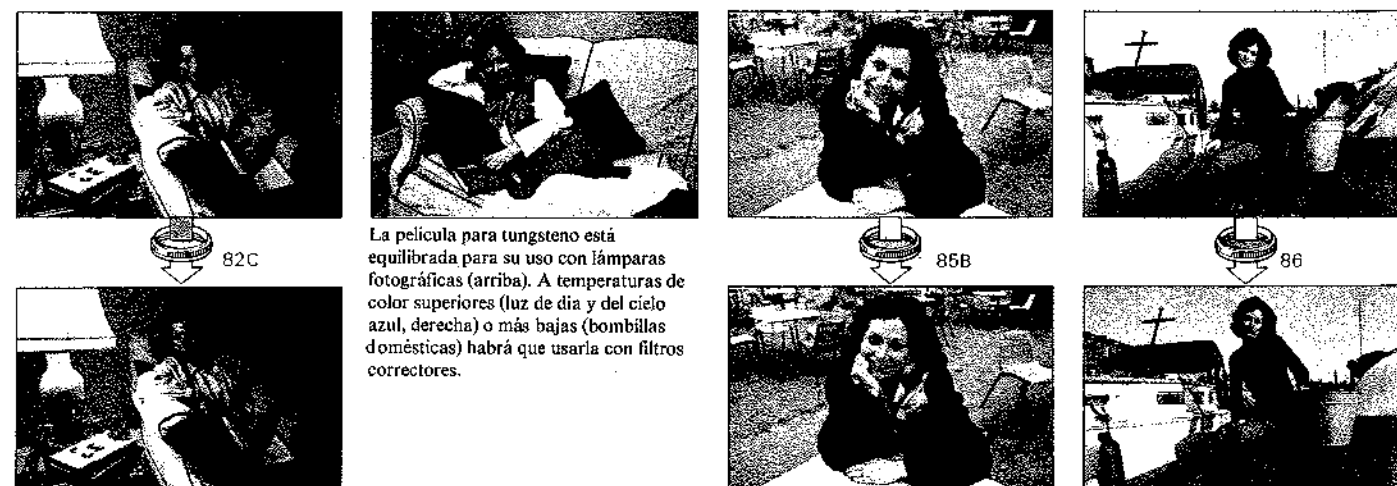 82C
La película para tungsteno está
equilibrada para su uso con lámparas
fotográficas (arriba). A temperaturas de
color superiores (luz de dia y del cielo
azul, derecha) o más bajas (bombillas
domésticas) habrá que usarla con filtros
correctores.
85B
86